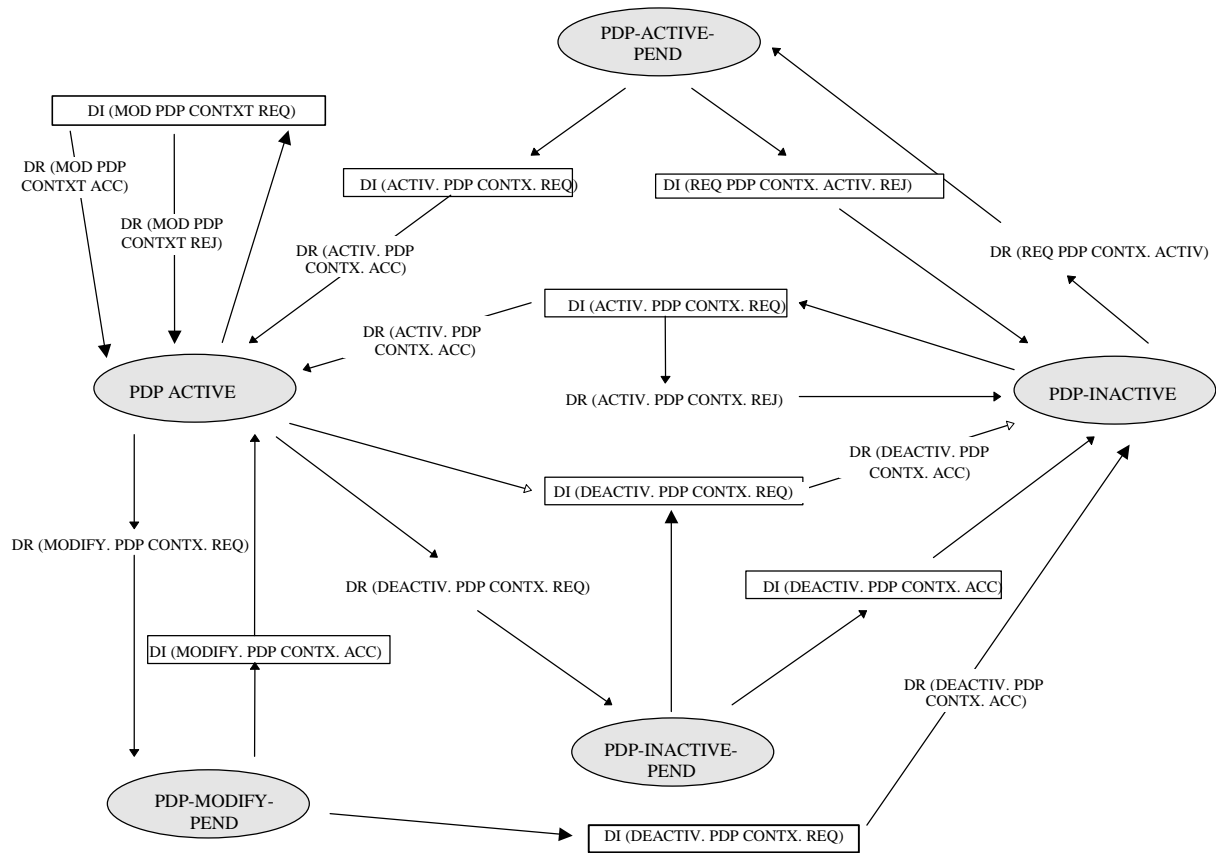 PDP-ACTIVE-
PEND
DI (MOD PDP CONTXT REQ)
DR (MOD PDP
CONTXT ACC)
DI (ACTIV. PDP CONTX. REQ)
DI (REQ PDP CONTX. ACTIV. REJ)
DR (MOD PDP
CONTXT REJ)
DR (ACTIV. PDP
CONTX. ACC)
DR (REQ PDP CONTX. ACTIV)
DI (ACTIV. PDP CONTX. REQ)
DR (ACTIV. PDP
CONTX. ACC)
PDP ACTIVE
DR (ACTIV. PDP CONTX. REJ)
PDP-INACTIVE
DR (DEACTIV. PDP
CONTX. ACC)
DI (DEACTIV. PDP CONTX. REQ)
DR (MODIFY. PDP CONTX. REQ)
DR (DEACTIV. PDP CONTX. REQ)
DI (DEACTIV. PDP CONTX. ACC)
DI (MODIFY. PDP CONTX. ACC)
DR (DEACTIV. PDP
CONTX. ACC)
PDP-INACTIVE-
PEND
PDP-MODIFY-
PEND
DI (DEACTIV. PDP CONTX. REQ)